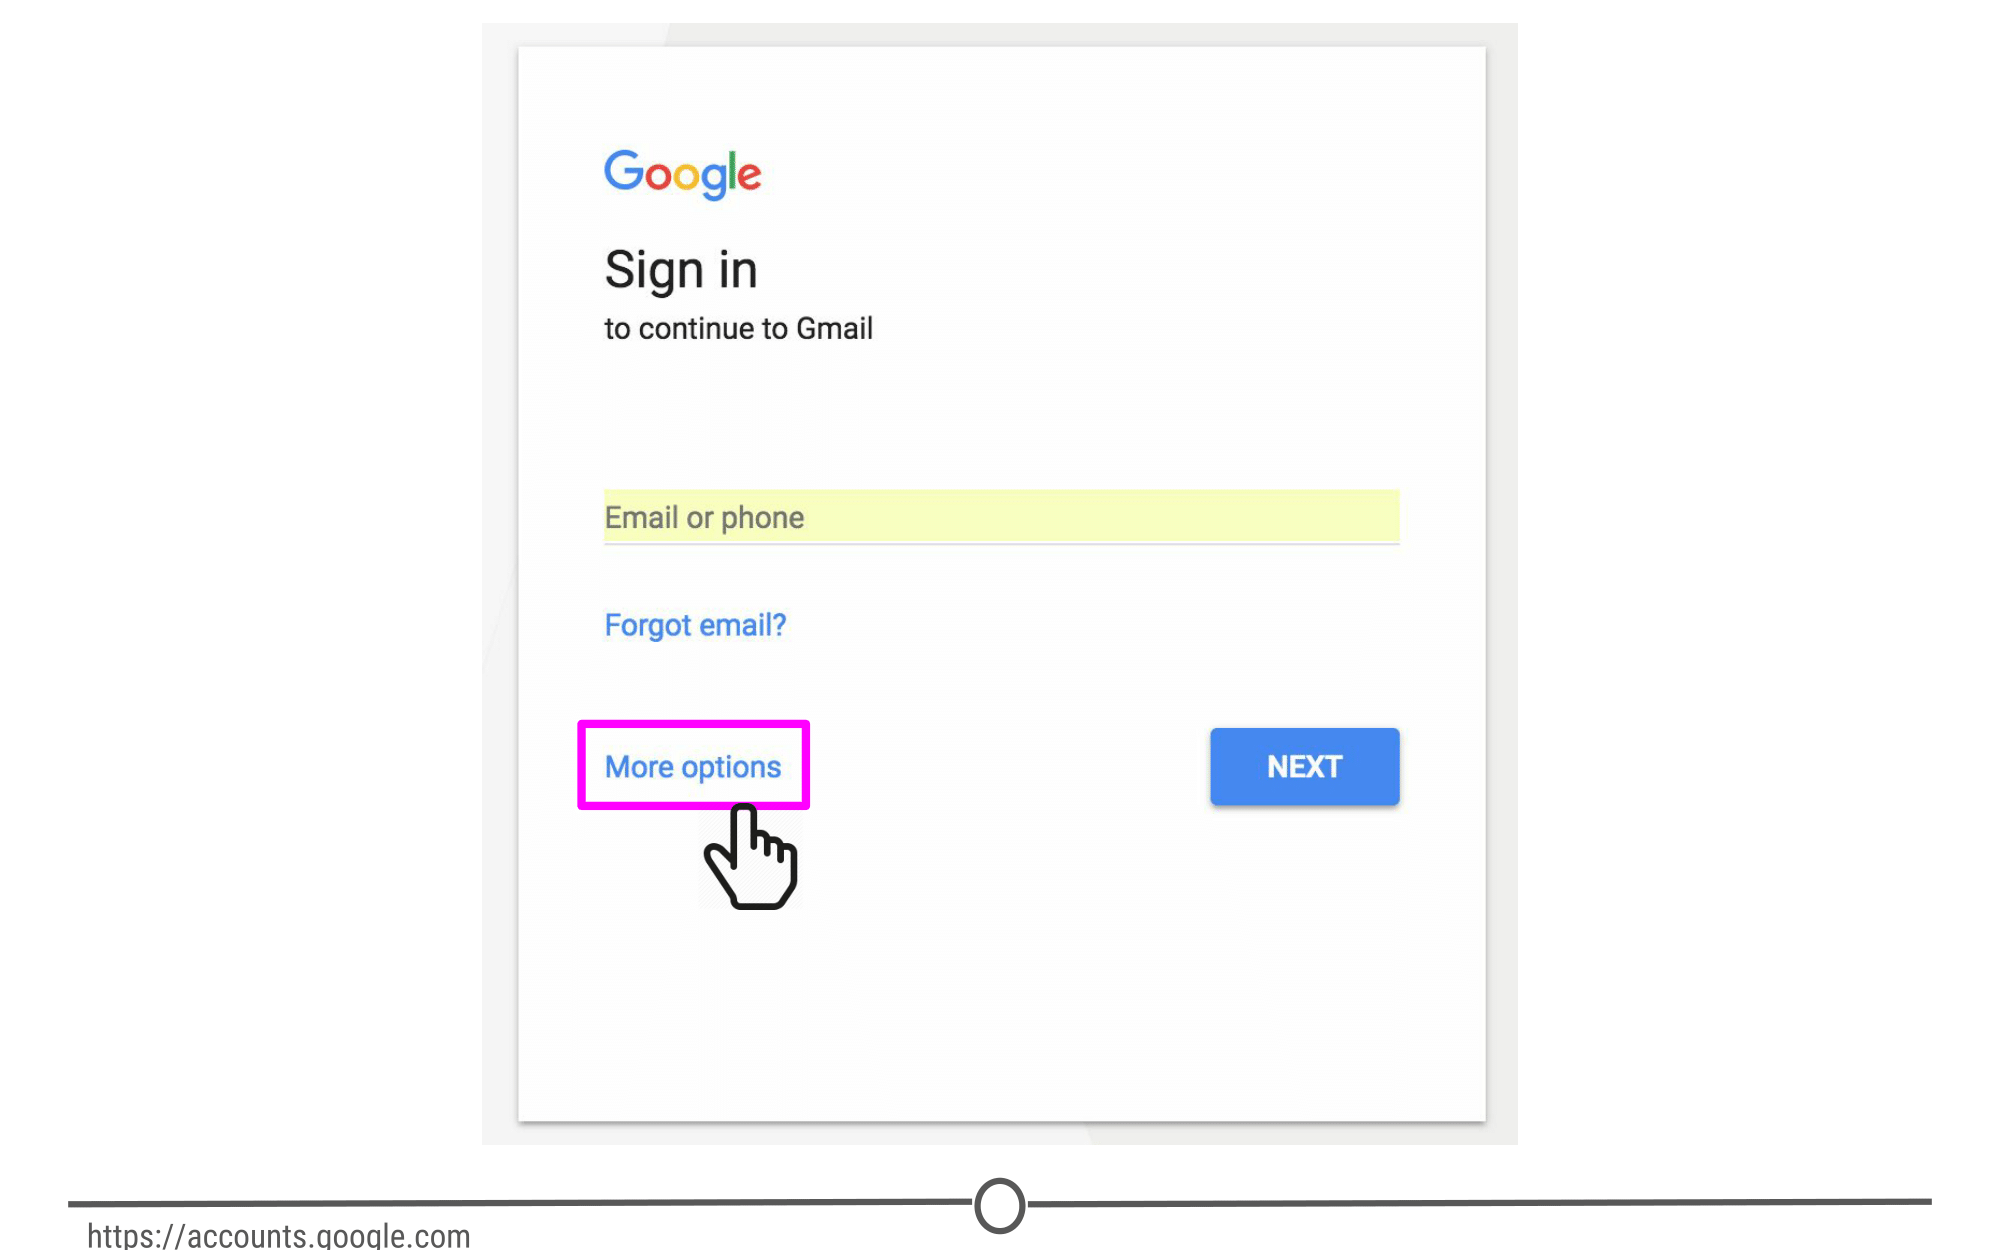 Google
Sign in
to continue to Gmail
Email or phone
Forgot email?
More options
NEXT
https://accounts.google.com